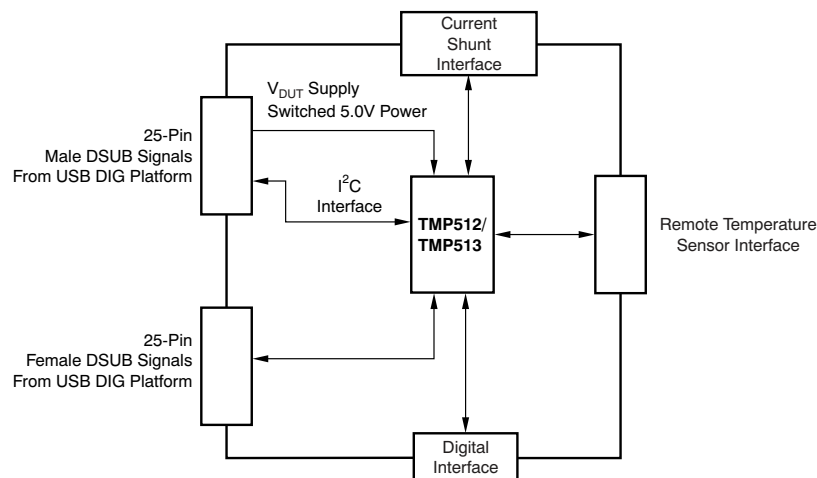 Current
Shunt
Interface
V_DUT Supply
Switched 5.0V Power
25-Pin
Male DSUB Signals
From USB DIG Platform
I²C
Interface
TMP512/
TMP513
Remote Temperature
Sensor Interface
25-Pin
Female DSUB Signals
From USB DIG Platform
Digital
Interface